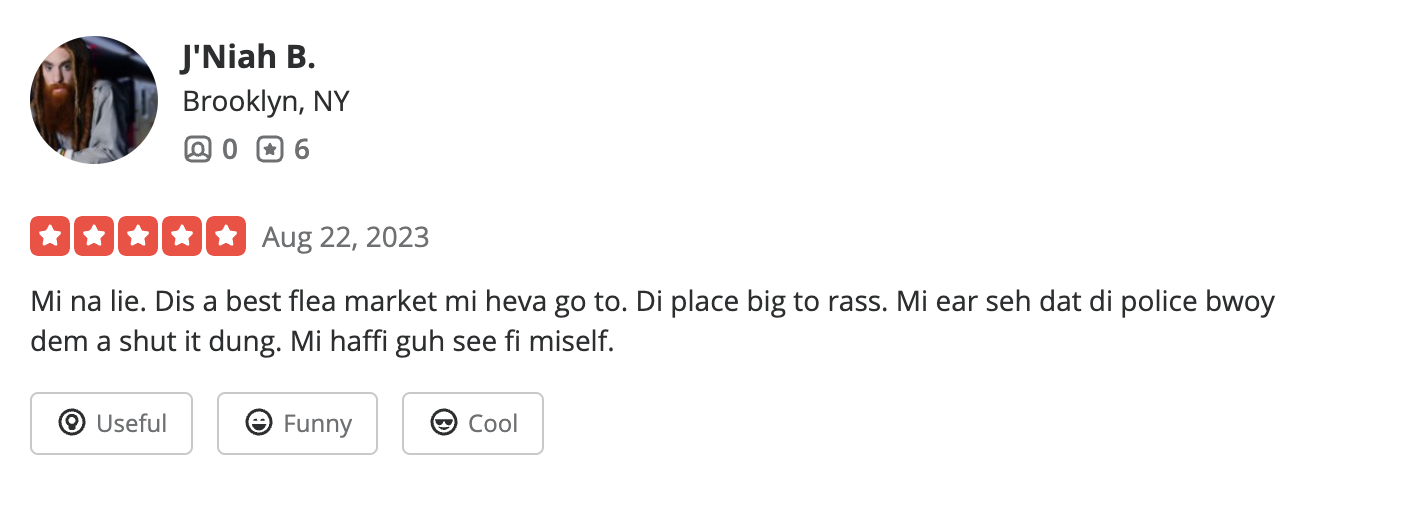 J'Niah B.
Brooklyn, NY
0 6
Aug 22, 2023
Mi na lie. Dis a best flea market mi heva go to. Di place big to rass. Mi ear seh dat di police bwoy
dem a shut it dung. Mi haffi guh see fi miself.
Useful Funny Cool